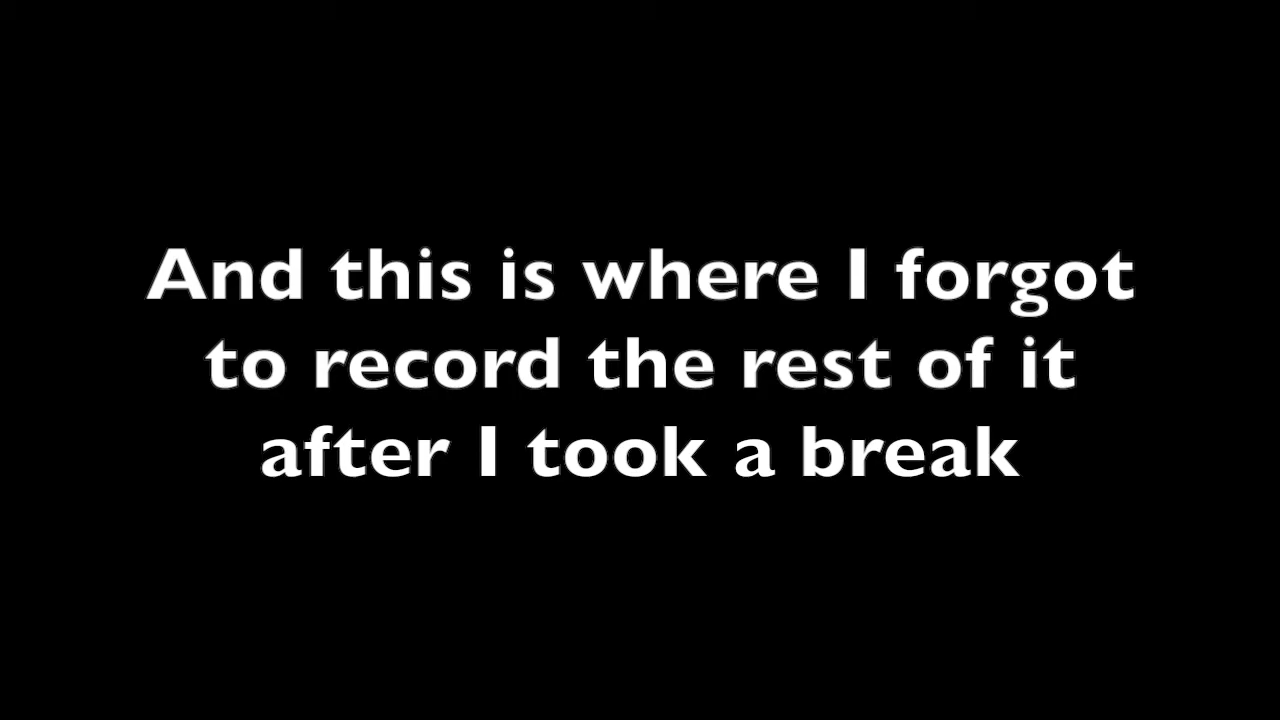 And this is where I forgot
to record the rest of it
after I took a break